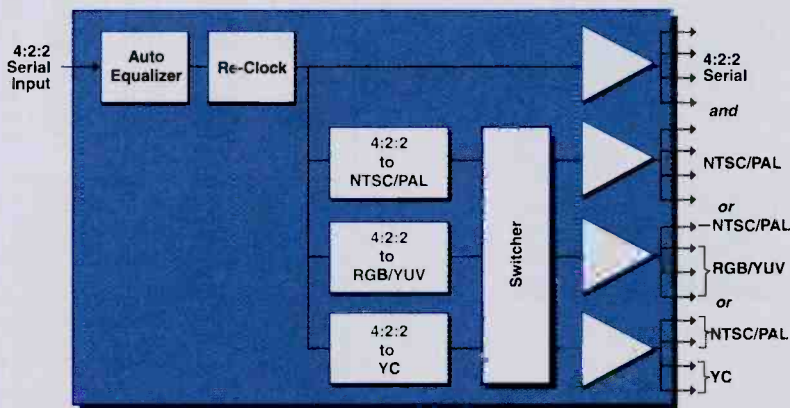 4:2:2
Serial
Input
Auto
Equalizer
Re-Clock
4:2:2
Serial
and
4:2:2
to
NTSC/PAL
NTSC/PAL
or
4:2:2
to
RGB/YUV
Switcher
NTSC/PAL
RGB/YUV
or
4:2:2
to
YC
NTSC/PAL
YC